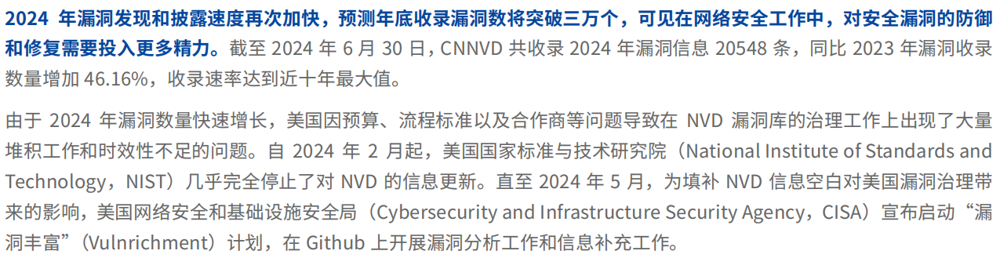 2024 年漏洞发现和披露速度再次加快，预测年底收录漏洞数将突破三万个，可见在网络安全工作中，对安全漏洞的防御
和修复需要投入更多精力。截至 2024 年 6 月 30 日，CNNVD 共收录 2024 年漏洞信息 20548 条，同比 2023 年漏洞收录
数量增加 46.16%，收录速率达到近十年最大值。
由于 2024 年漏洞数量快速增长，美国因预算、流程标准以及合作商等问题导致在 NVD 漏洞库的治理工作上出现了大量
堆积工作和时效性不足的问题。自 2024 年 2 月起，美国国家标准与技术研究院（National Institute of Standards and
Technology，NIST）几乎完全停止了对 NVD 的信息更新。直至 2024 年 5 月，为填补 NVD 信息空白对美国漏洞治理带
来的影响，美国网络安全和基础设施安全局（Cybersecurity and Infrastructure Security Agency，CISA）宣布启动“漏
洞丰富”（Vulnrichment）计划，在 Github 上开展漏洞分析工作和信息补充工作。